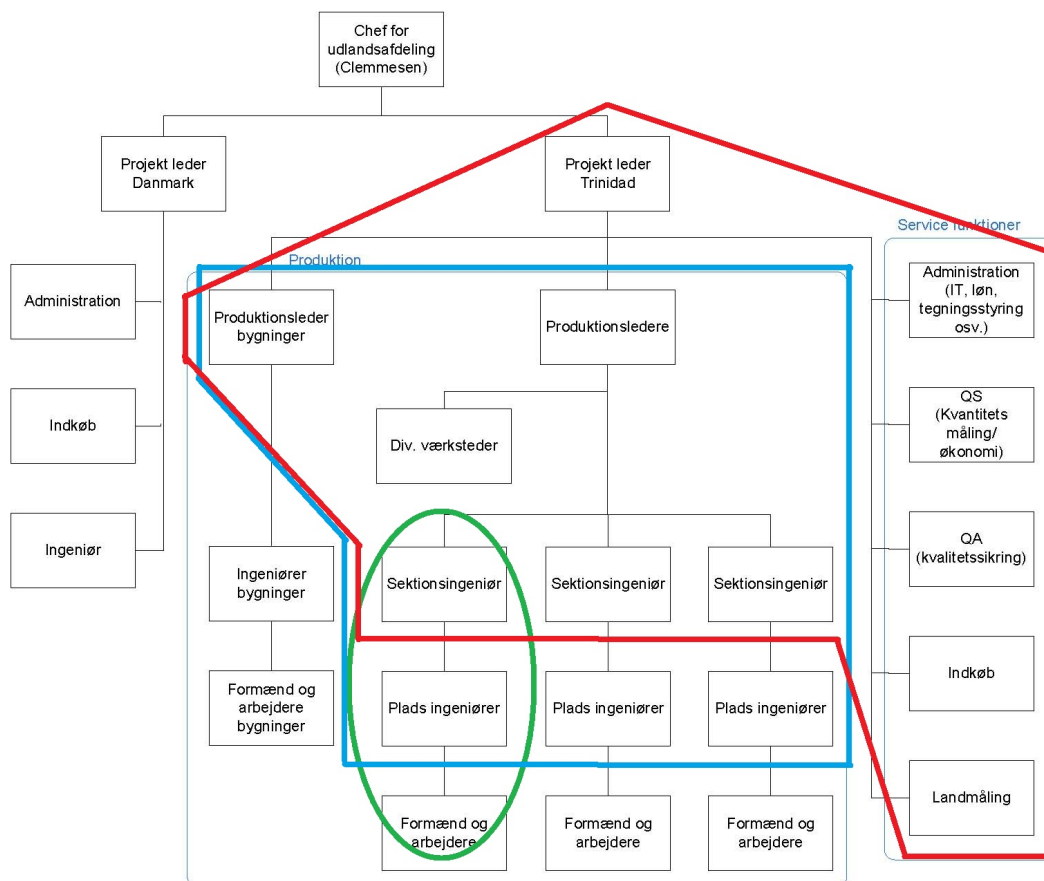 Chef for
udlandsafdeling
(Clemmesen)
Projekt leder
Danmark
Projekt leder
Trinidad
Service funktioner
Produktion
Administration
Produktionsleder
bygninger
Produktionsledere
Administration
(IT, løn,
tegningsstyring
osv.)
Indkøb
Div. værksteder
QS
(Kvantitets
måling/
økonomi)
Ingeniør
Ingeniører
bygninger
Sektionsingeniør
Sektionsingeniør
Sektionsingeniør
QA
(kvalitetssikring)
Formænd og
arbejdere
bygninger
Plads ingeniører
Plads ingeniører
Plads ingeniører
Indkøb
Formænd og
arbejdere
Formænd og
arbejdere
Formænd og
arbejdere
Landmåling